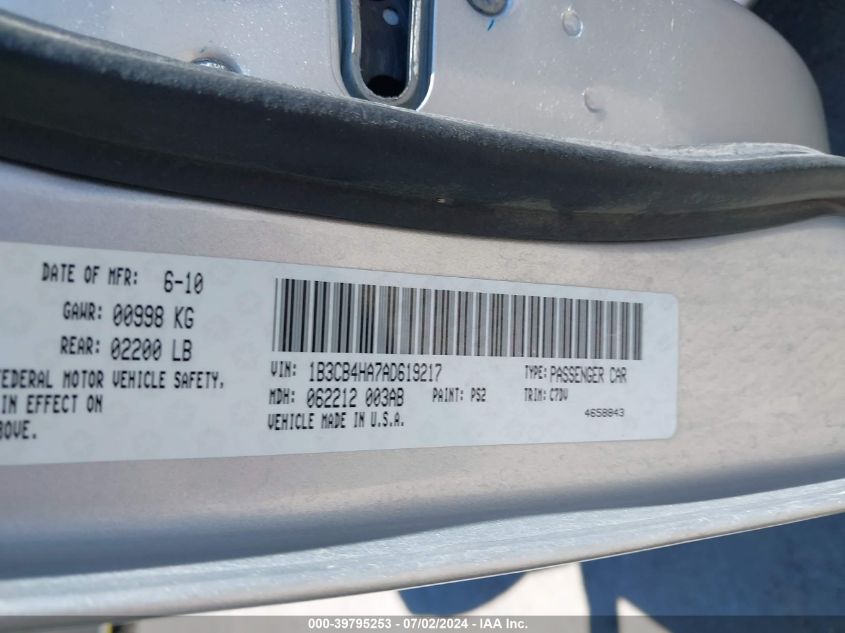 DATE OF MFR: 6-10
GAWR: 00998 KG
REAR: 02200 LB
FEDERAL MOTOR VEHICLE SAFETY,
IN EFFECT ON
BOVE.
VIN: 1B3CB4HA7AD619217
TYPE: PASSENGER CAR
MDH: 062212 003AB
PAINT: PS2
TRIM: C7DV
VEHICLE MADE IN U.S.A.
4658843
000-39795253 - 07/02/2024 - IAA Inc.